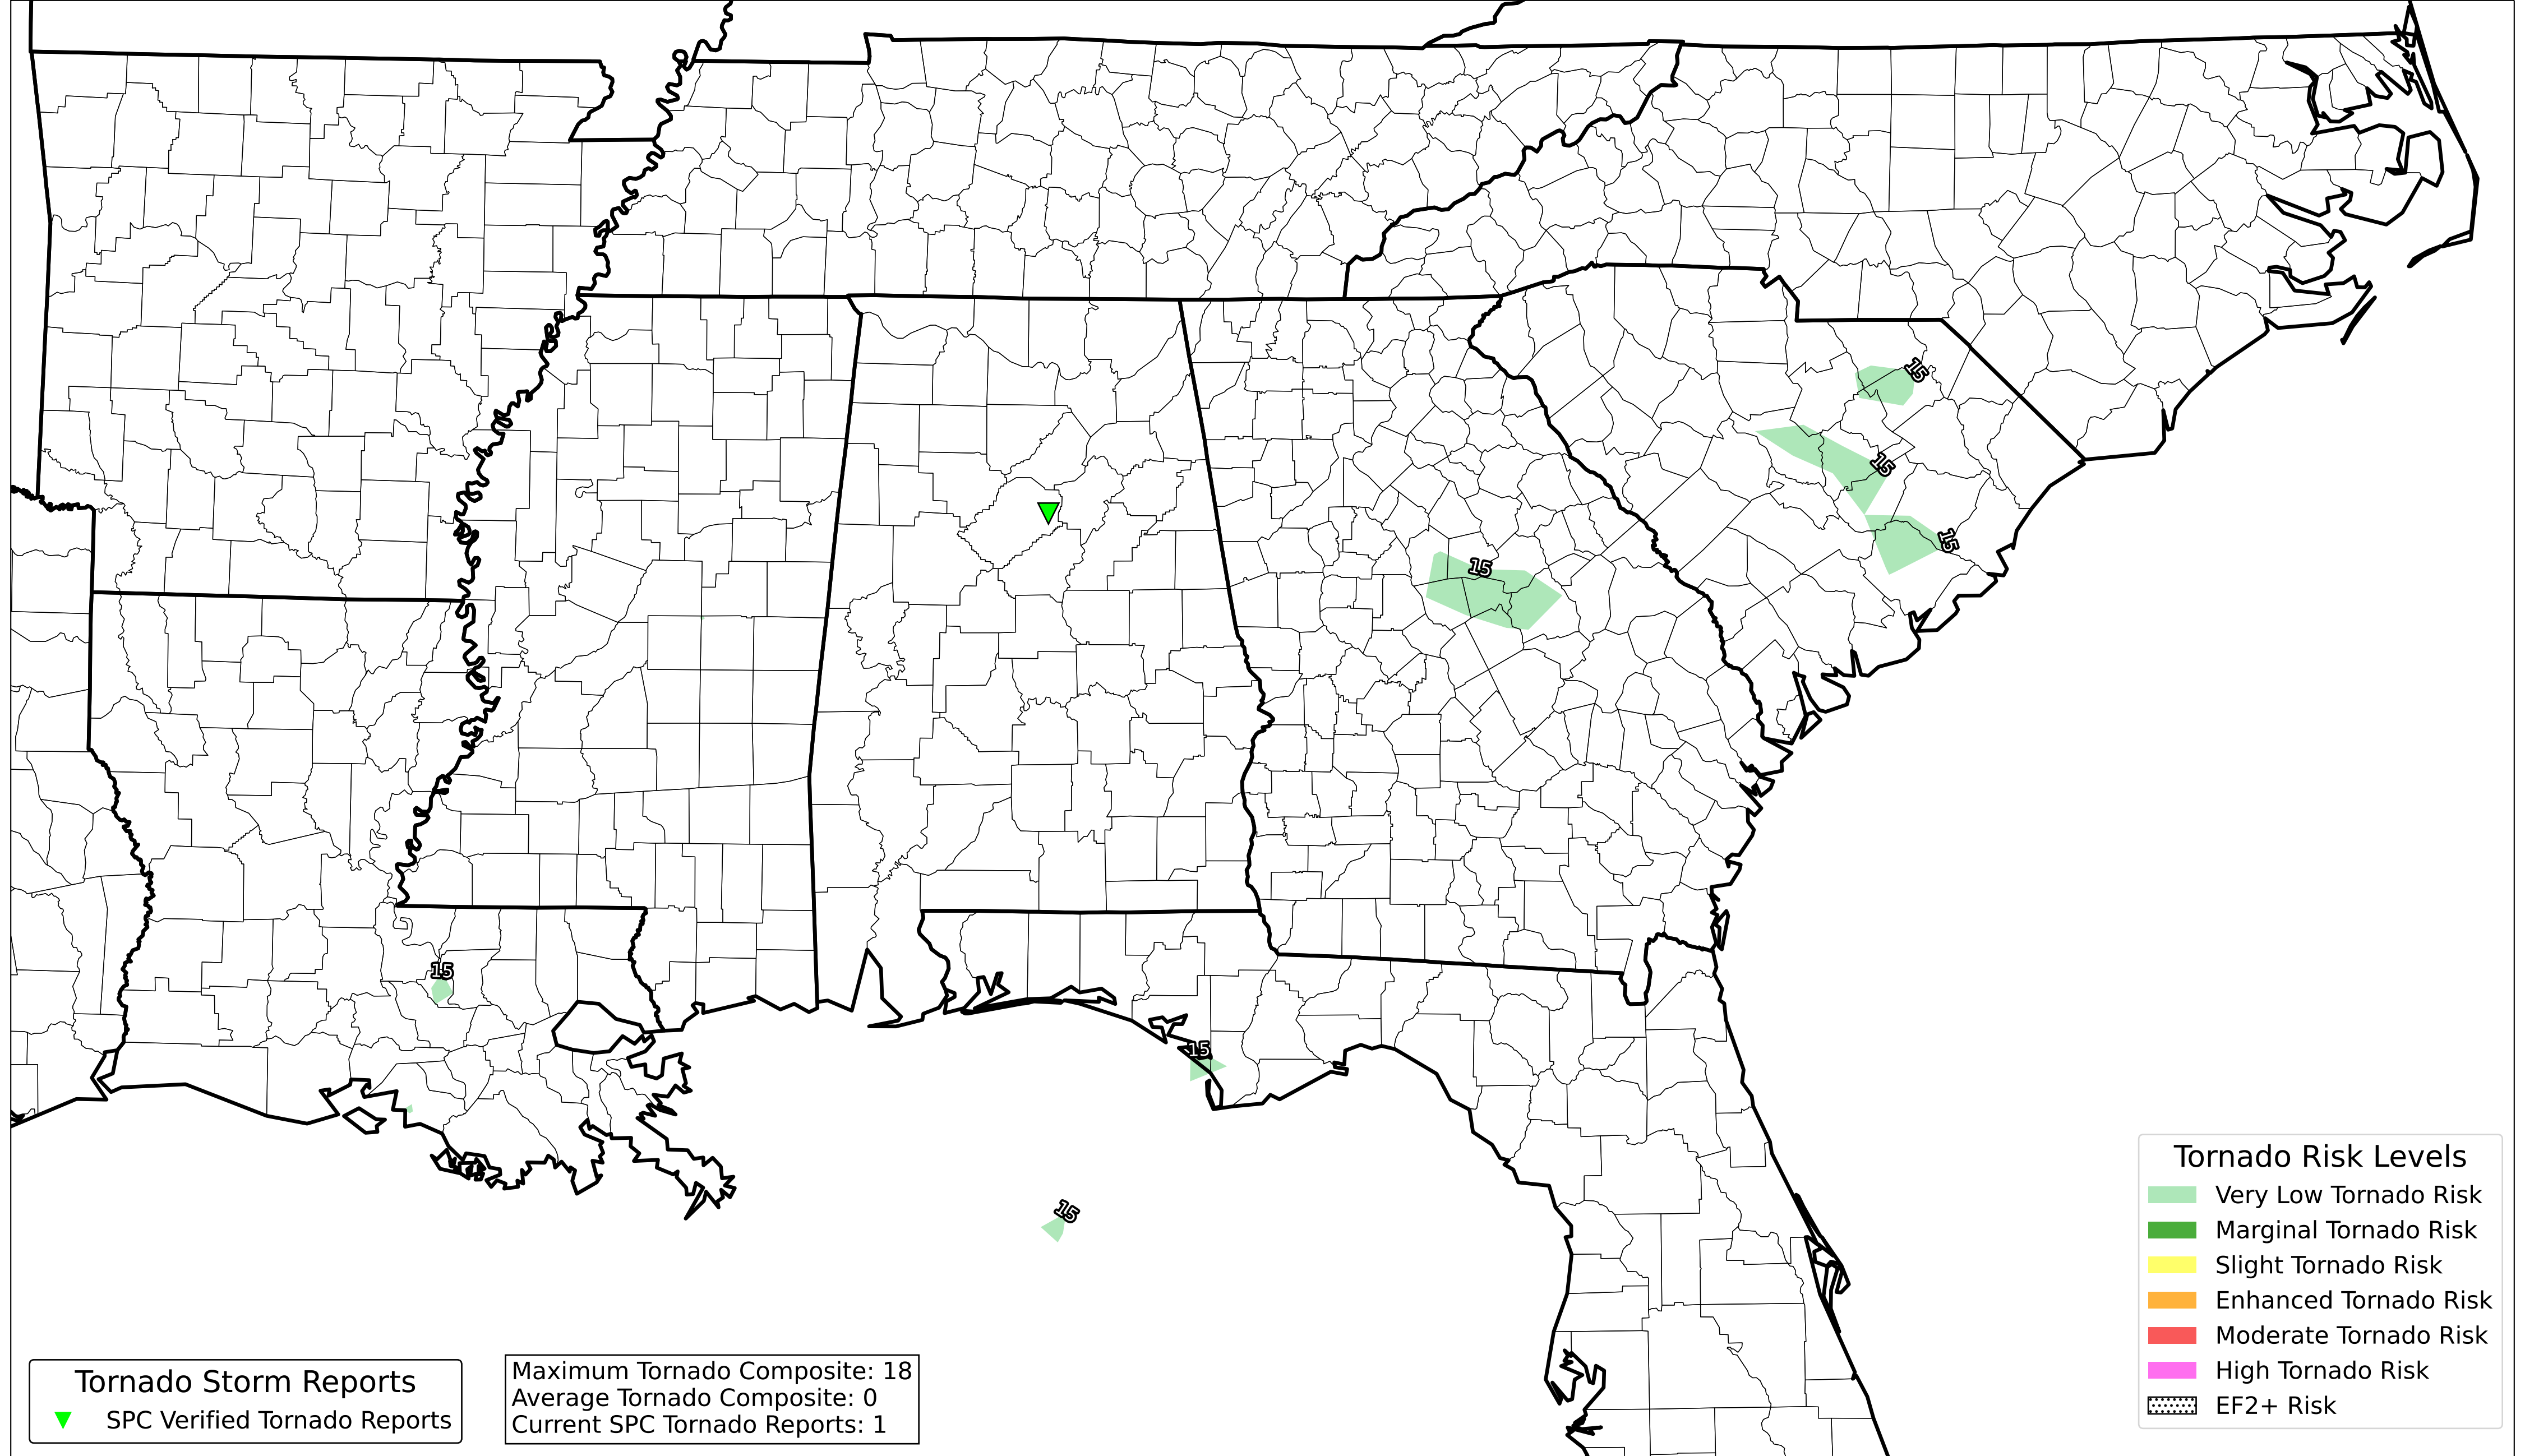 15
15
15
15
15
15
15
Tornado Risk Levels
Very Low Tornado Risk
Marginal Tornado Risk
Slight Tornado Risk
Enhanced Tornado Risk
Moderate Tornado Risk
High Tornado Risk
EF2+ Risk
Tornado Storm Reports
SPC Verified Tornado Reports
Maximum Tornado Composite: 18
Average Tornado Composite: 0
Current SPC Tornado Reports: 1